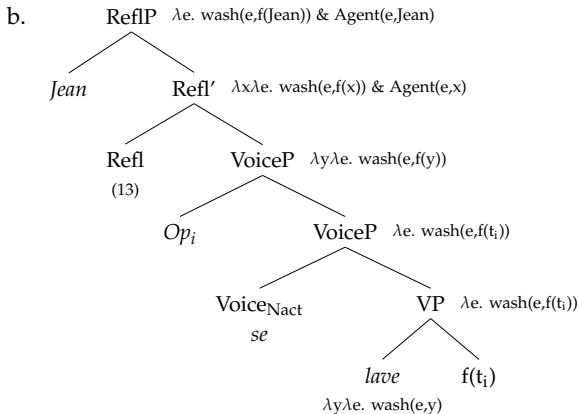 b.
ReflP λe. wash(e,f(Jean)) & Agent(e,Jean)
Jean Refl′ λxλe. wash(e,f(x)) & Agent(e,x)
Refl VoiceP λyλe. wash(e,f(y))
(13)
Opᵢ VoiceP λe. wash(e,f(tᵢ))
Voice_Nact VP λe. wash(e,f(tᵢ))
se
lave f(tᵢ)
λyλe. wash(e,y)